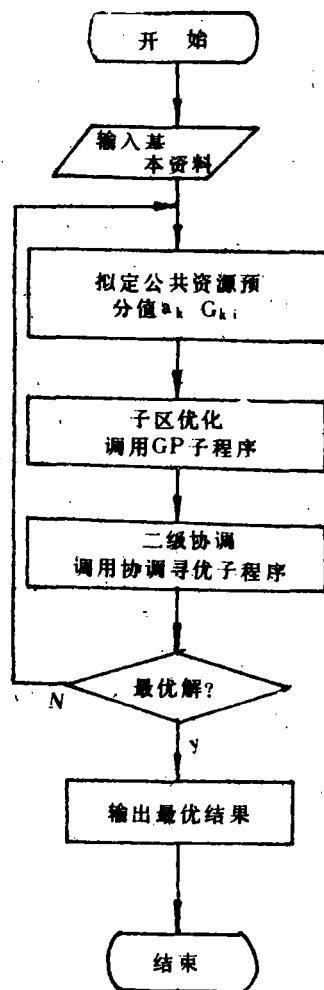 开 始
输入基
本资料
拟定公共资源预
分值 a_k G_ki
子区优化
调用GP子程序
二级协调
调用协调寻优子程序
最优解?
N
y
输出最优结果
结束